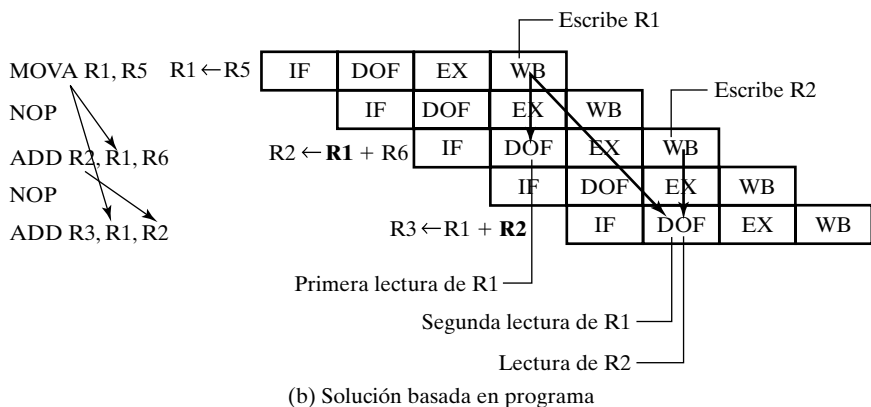 Escribe R1
MOVA R1, R5 R1 ← R5 IF DOF EX WB
Escribe R2
NOP IF DOF EX WB
ADD R2, R1, R6 R2 ← R1 + R6 IF DOF EX WB
NOP IF DOF EX WB
ADD R3, R1, R2 R3 ← R1 + R2 IF DOF EX WB
Primera lectura de R1
Segunda lectura de R1
Lectura de R2
(b) Solución basada en programa